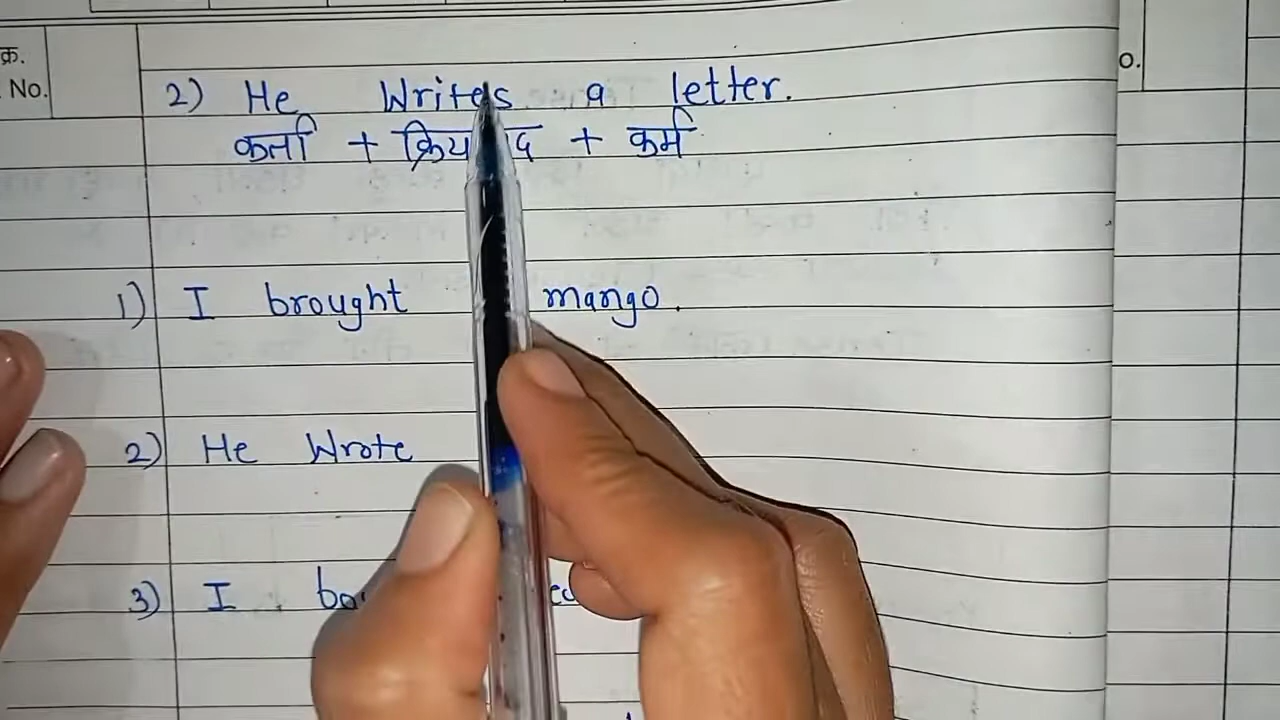 क्र.
No.
o.
2) He Writes a letter.
कर्ता + + कर्म
1) I brought mango.
2) He Wrote
3) I